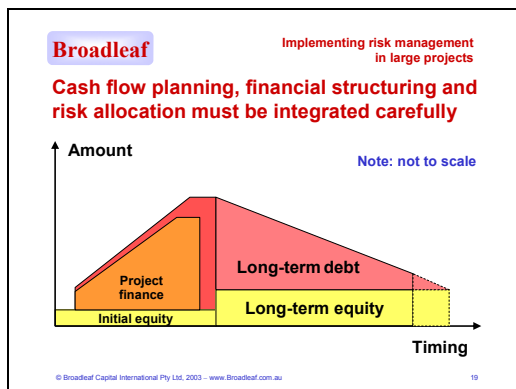 Broadleaf
Implementing risk management
in large projects
Cash flow planning, financial structuring and
risk allocation must be integrated carefully
Amount
Note: not to scale
Project
finance
Long-term debt
Initial equity
Long-term equity
Timing
© Broadleaf Capital International Pty Ltd, 2003 – www.Broadleaf.com.au
19